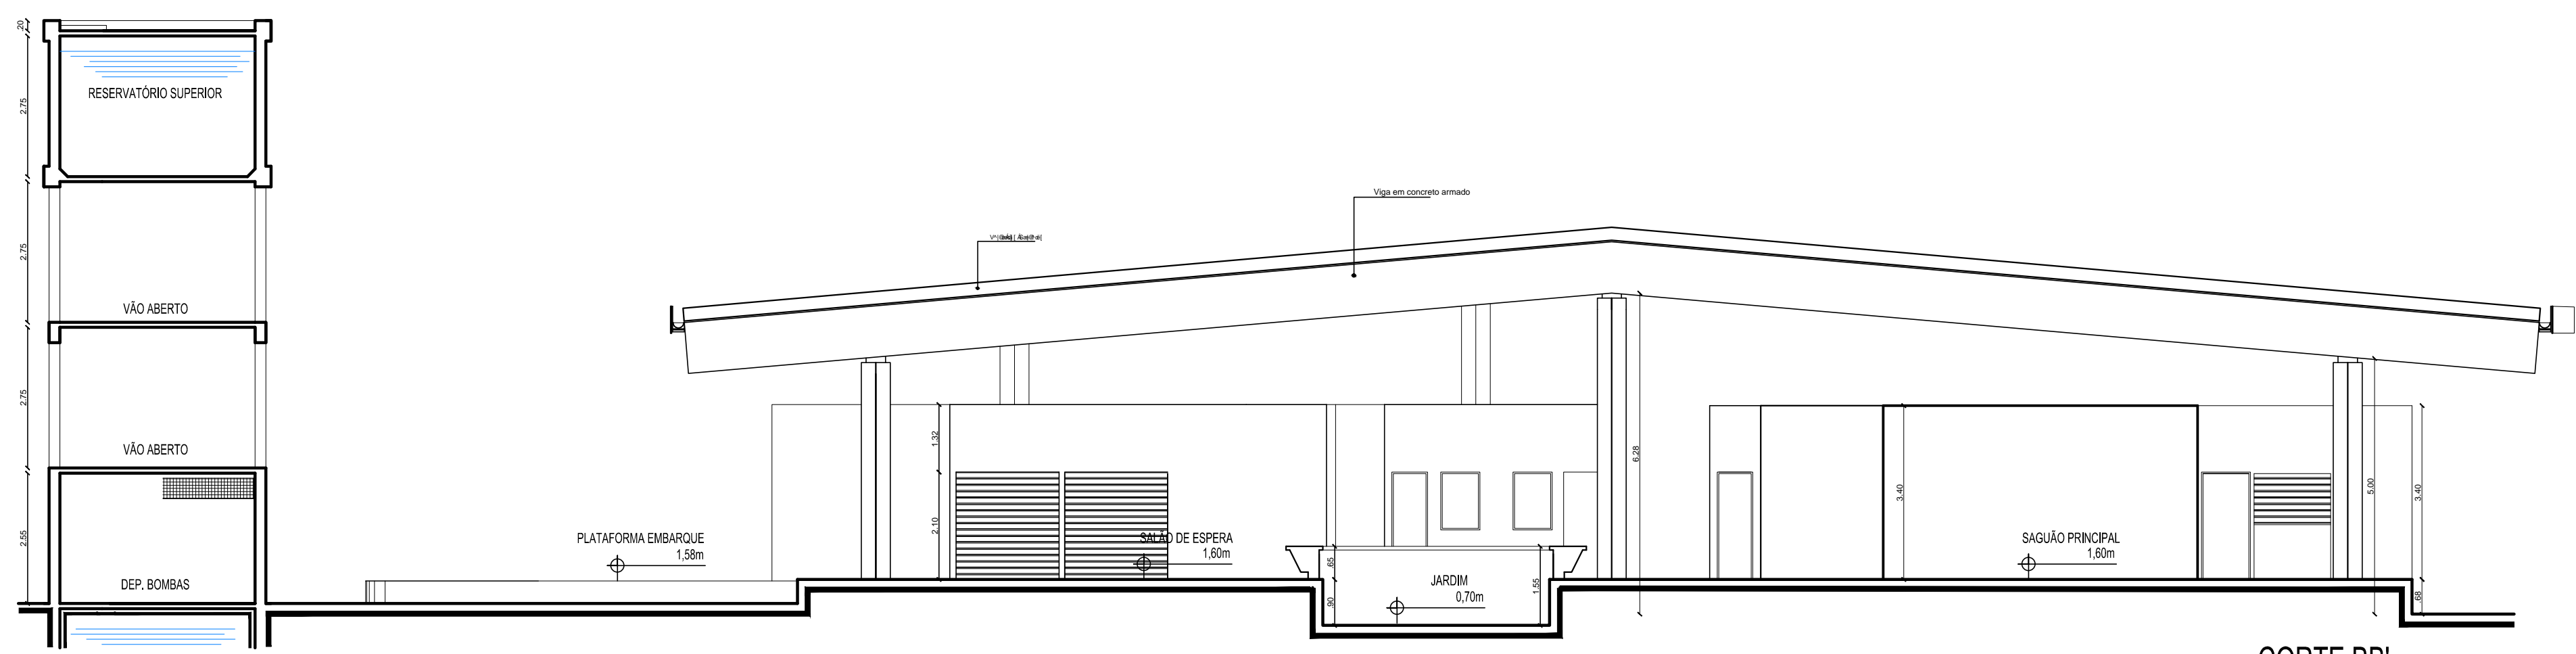 .20
2.75
RESERVATÓRIO SUPERIOR
Viga em concreto armado
2.75
VÃO ABERTO
2.75
VÃO ABERTO
1.32
6.28
2.10
3.40
5.00
3.40
2.55
PLATAFORMA EMBARQUE
1,58m
SALÃO DE ESPERA
1,60m
SAGUÃO PRINCIPAL
1,60m
.65
DEP. BOMBAS
JARDIM
0,70m
1.55
.90
.68